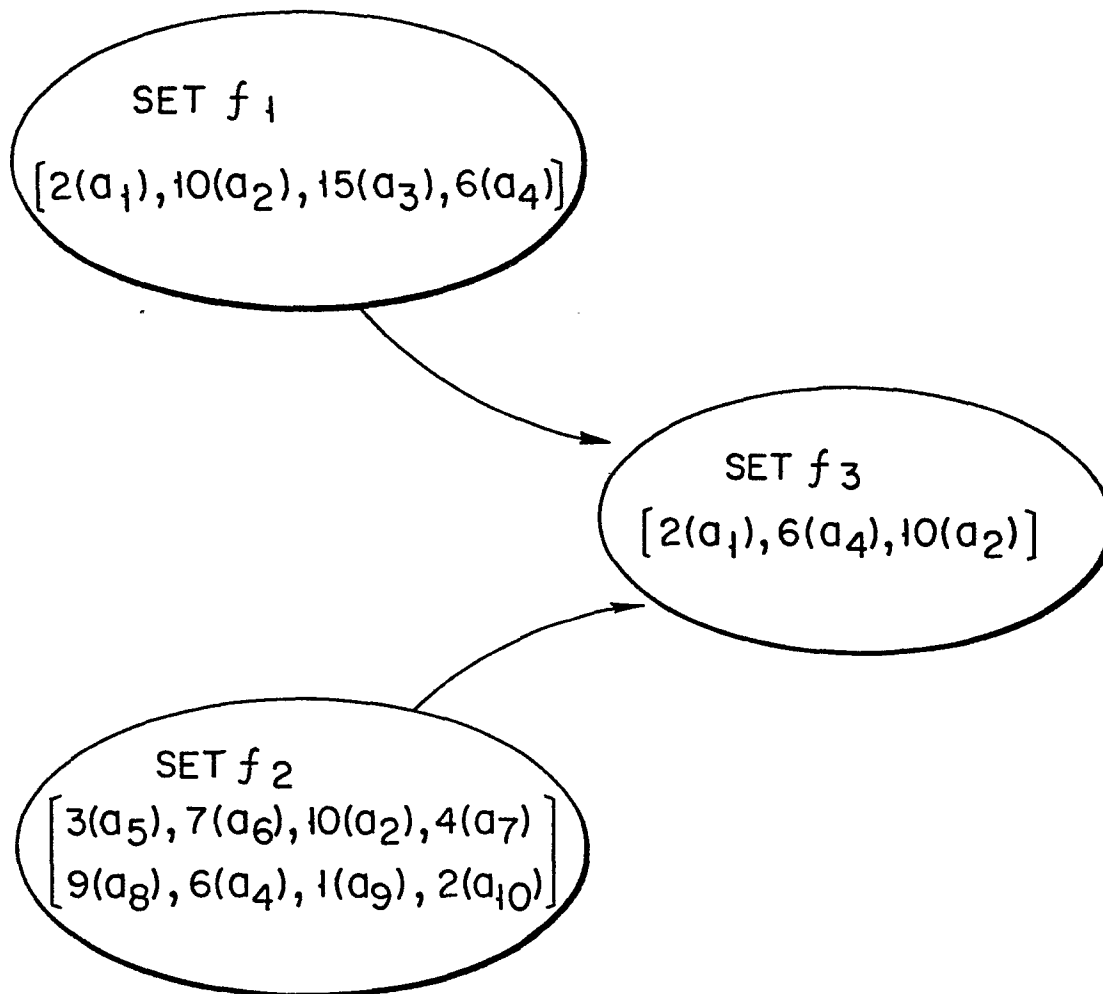 SET f1
[2(a1),10(a2),15(a3),6(a4)]
SET f3
[2(a1),6(a4),10(a2)]
SET f2
[3(a5),7(a6),10(a2),4(a7)
9(a8),6(a4),1(a9),2(a10)]